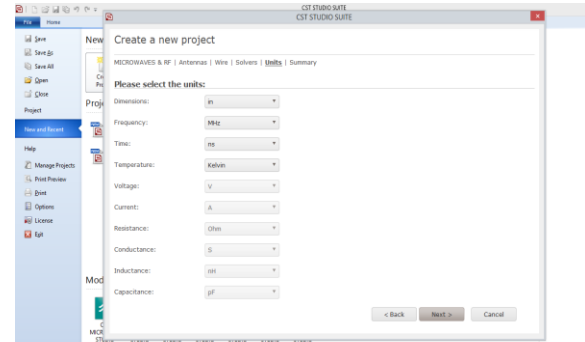 CST STUDIO SUITE
File Home
CST STUDIO SUITE
Save
Save As
Save All
Open
Close
Project
New and Recent
Help
Manage Projects
Print Preview
Print
Options
License
Exit
New
Proj
Mod
Create a new project
MICROWAVES & RF | Antennas | Wire | Solvers | Units | Summary
Please select the units:
Dimensions: in
Frequency: MHz
Time: ns
Temperature: Kelvin
Voltage: V
Current: A
Resistance: Ohm
Conductance: S
Inductance: nH
Capacitance: pF
< Back Next > Cancel